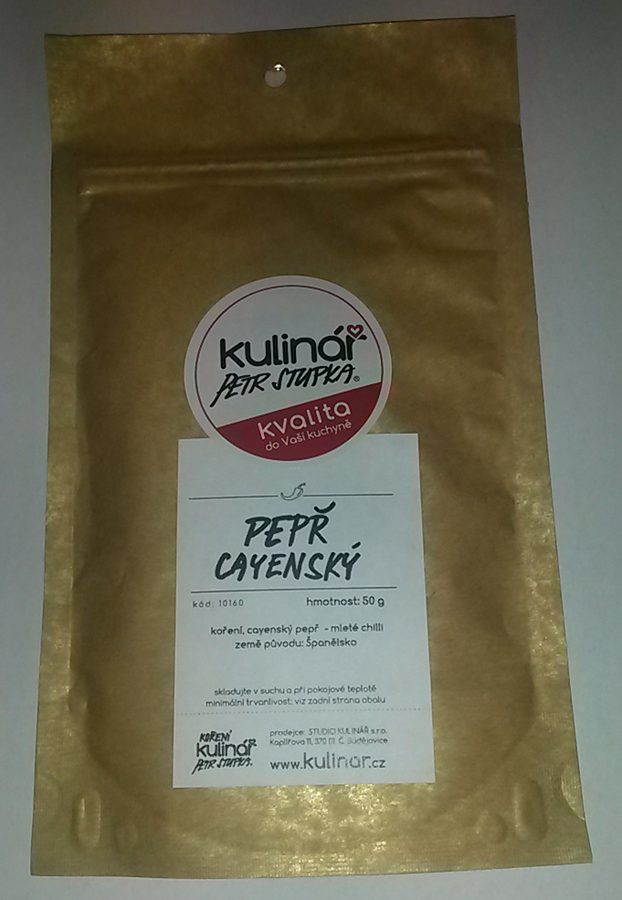 kulinář
PETR STUPKA®
kvalita
do Vaší kuchyně
PEPŘ
CAYENSKÝ
kód: 10160
hmotnost: 50 g
koření, cayenský pepř - mleté chilli
země původu: Španělsko
skladujte v suchu a při pokojové teplotě
minimální trvanlivost: viz zadní strana obalu
KOŘENÍ
kulinář
PETR STUPKA.
prodejce: STUDIO KULINÁŘ s.r.o.
Kaplířova 11, 370 01 Č. Budějovice
www.kulinar.cz